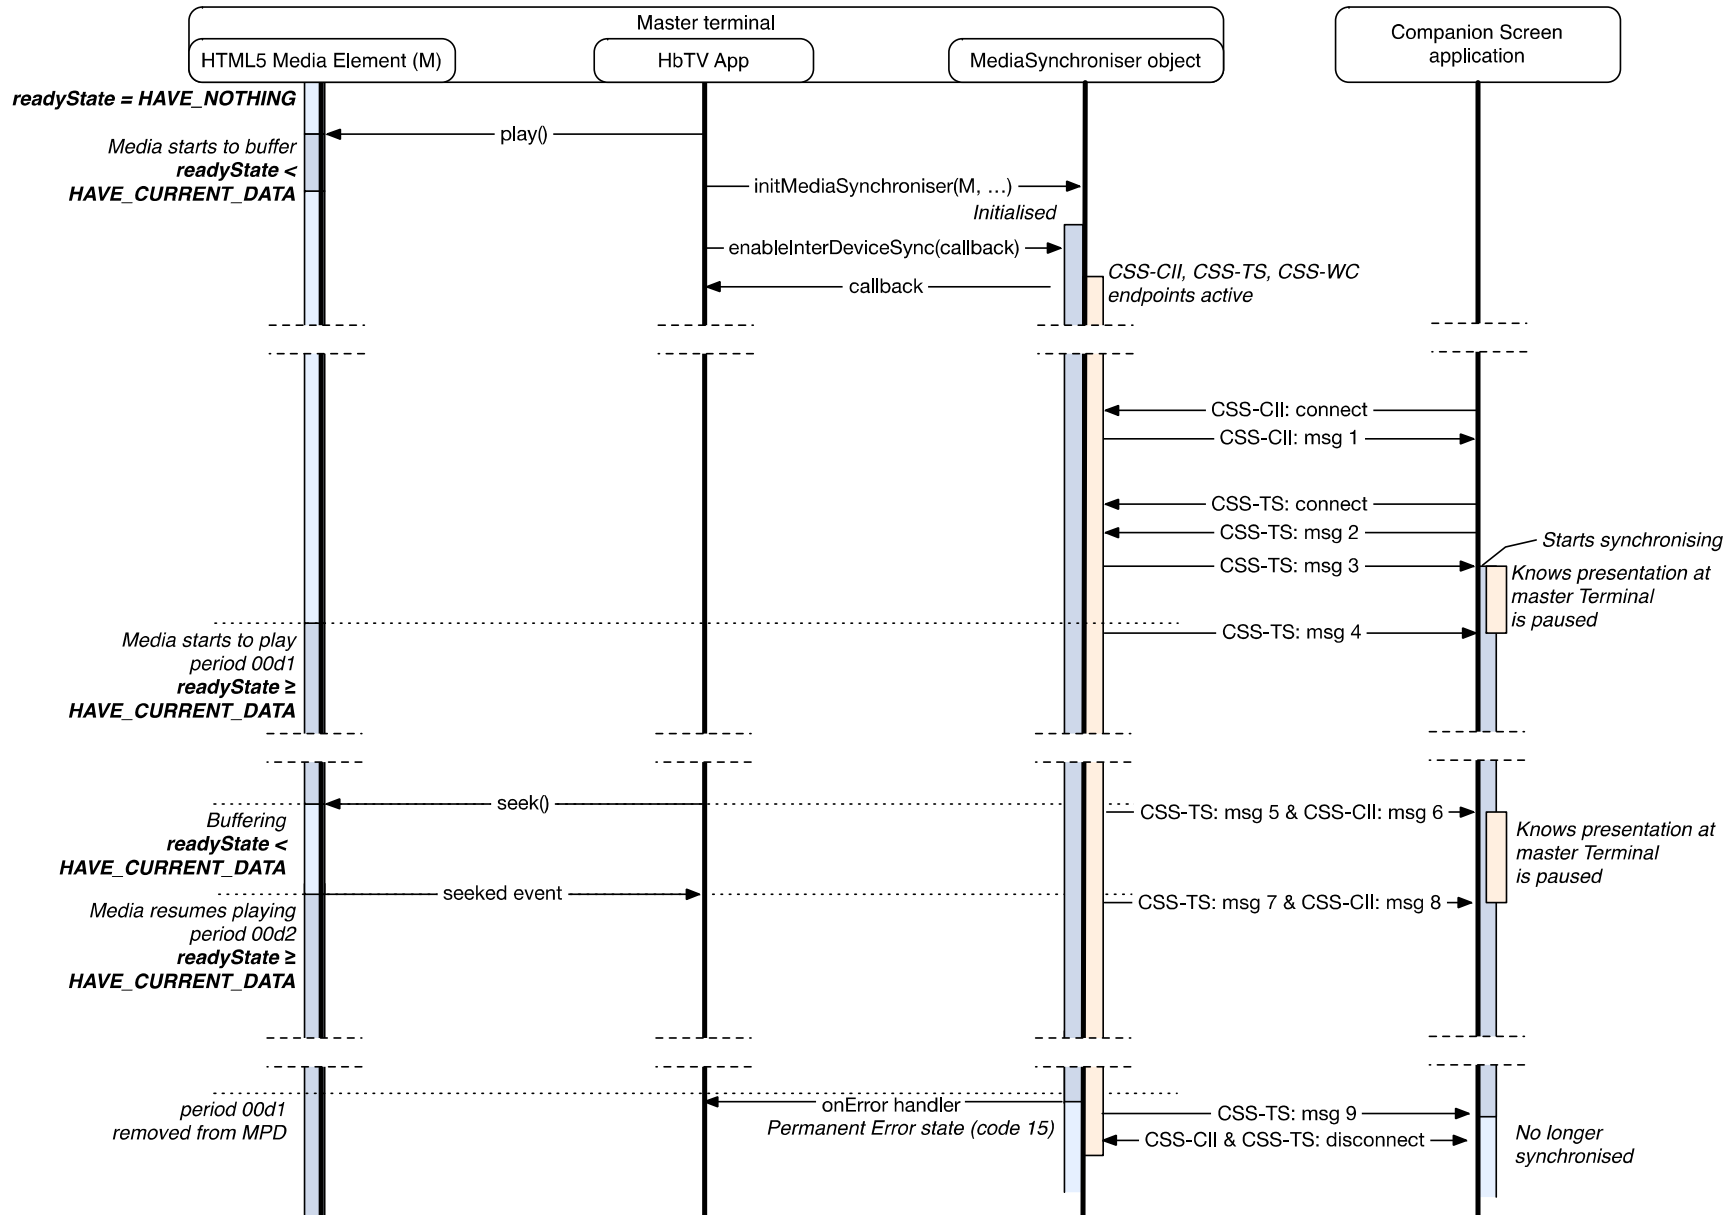 Master terminal
HTML5 Media Element (M)
HbTV App
MediaSynchroniser object
Companion Screen
application
readyState = HAVE_NOTHING
play()
Media starts to buffer
readyState <
HAVE_CURRENT_DATA
initMediaSynchroniser(M, ...)
Initialised
enableInterDeviceSync(callback)
callback
CSS-CII, CSS-TS, CSS-WC
endpoints active
CSS-CII: connect
CSS-CII: msg 1
CSS-TS: connect
CSS-TS: msg 2
Starts synchronising
CSS-TS: msg 3
Knows presentation at
master Terminal
is paused
CSS-TS: msg 4
Media starts to play
period 00d1
readyState ≥
HAVE_CURRENT_DATA
seek()
CSS-TS: msg 5 & CSS-CII: msg 6
Buffering
readyState <
HAVE_CURRENT_DATA
Knows presentation at
master Terminal
is paused
seeked event
CSS-TS: msg 7 & CSS-CII: msg 8
Media resumes playing
period 00d2
readyState ≥
HAVE_CURRENT_DATA
onError handler
Permanent Error state (code 15)
period 00d1
removed from MPD
CSS-TS: msg 9
CSS-CII & CSS-TS: disconnect
No longer
synchronised